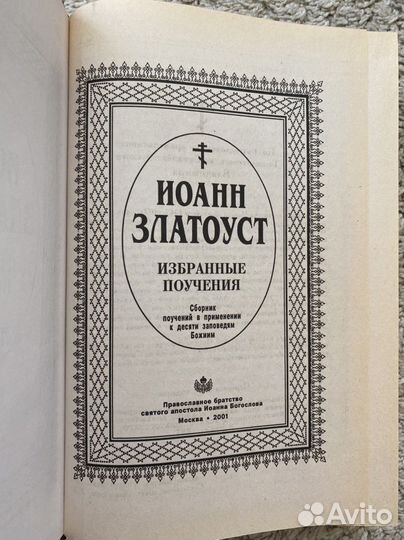 ИОАНН
ЗЛАТОУСТ
ИЗБРАННЫЕ
ПОУЧЕНИЯ
Сборник
поучений в применении
к десяти заповедям
Божиим
Православное братство
святого апостола Иоанна Богослова
Москва • 2001
Avito